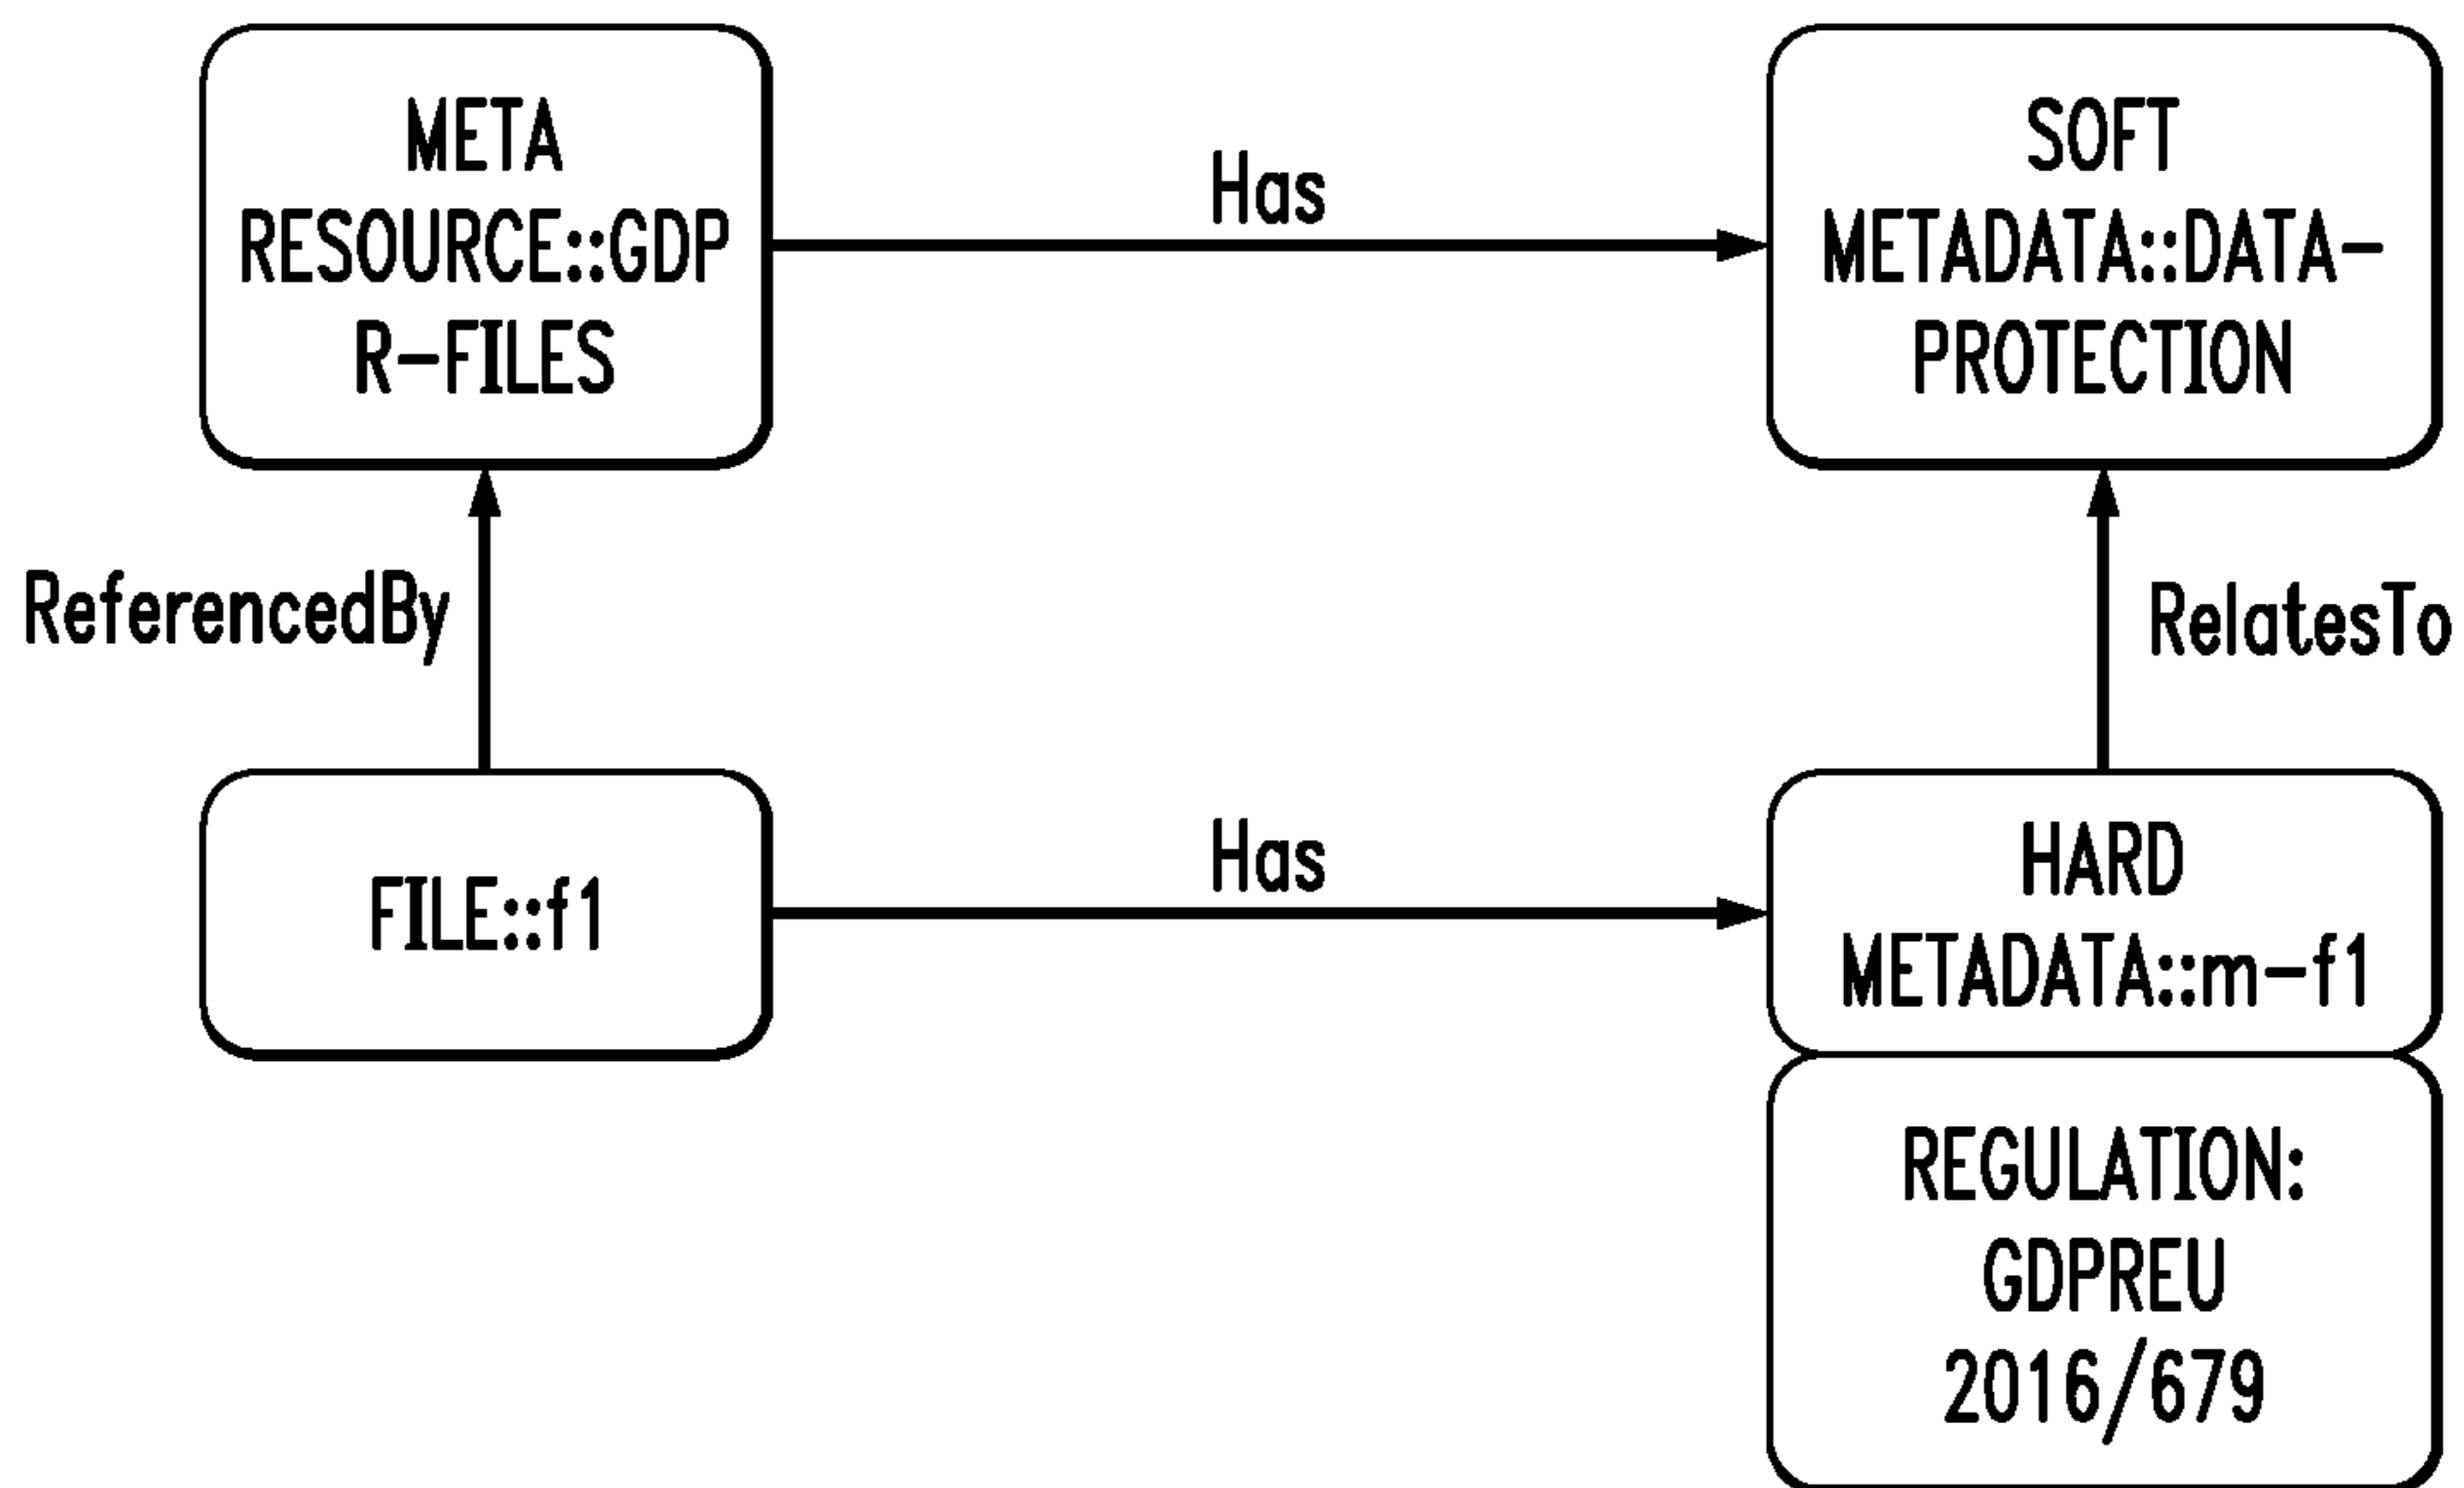 META
RESOURCE::GDP
R-FILES
Has
SOFT
METADATA::DATA-
PROTECTION
ReferencedBy
RelatesTo
FILE::f1
Has
HARD
METADATA::m-f1
REGULATION:
GDPREU
2016/679